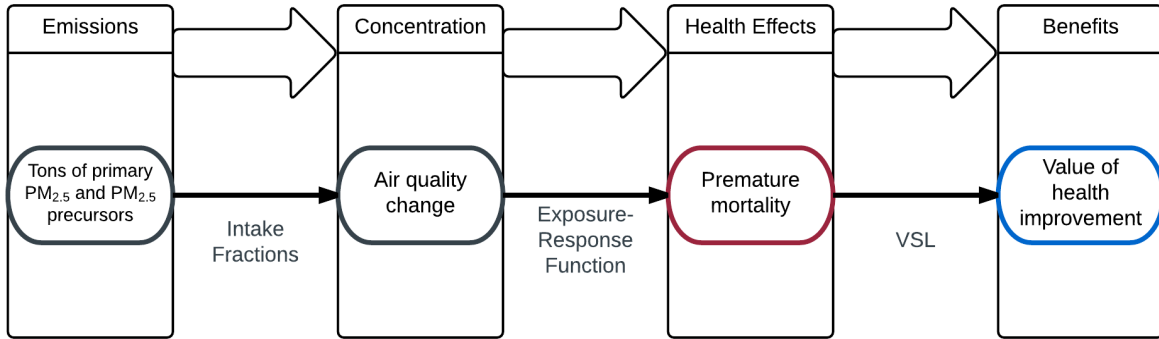 Emissions
Concentration
Health Effects
Benefits
Tons of primary
PM₂.₅ and PM₂.₅
precursors
Intake
Fractions
Air quality
change
Exposure-
Response
Function
Premature
mortality
VSL
Value of
health
improvement